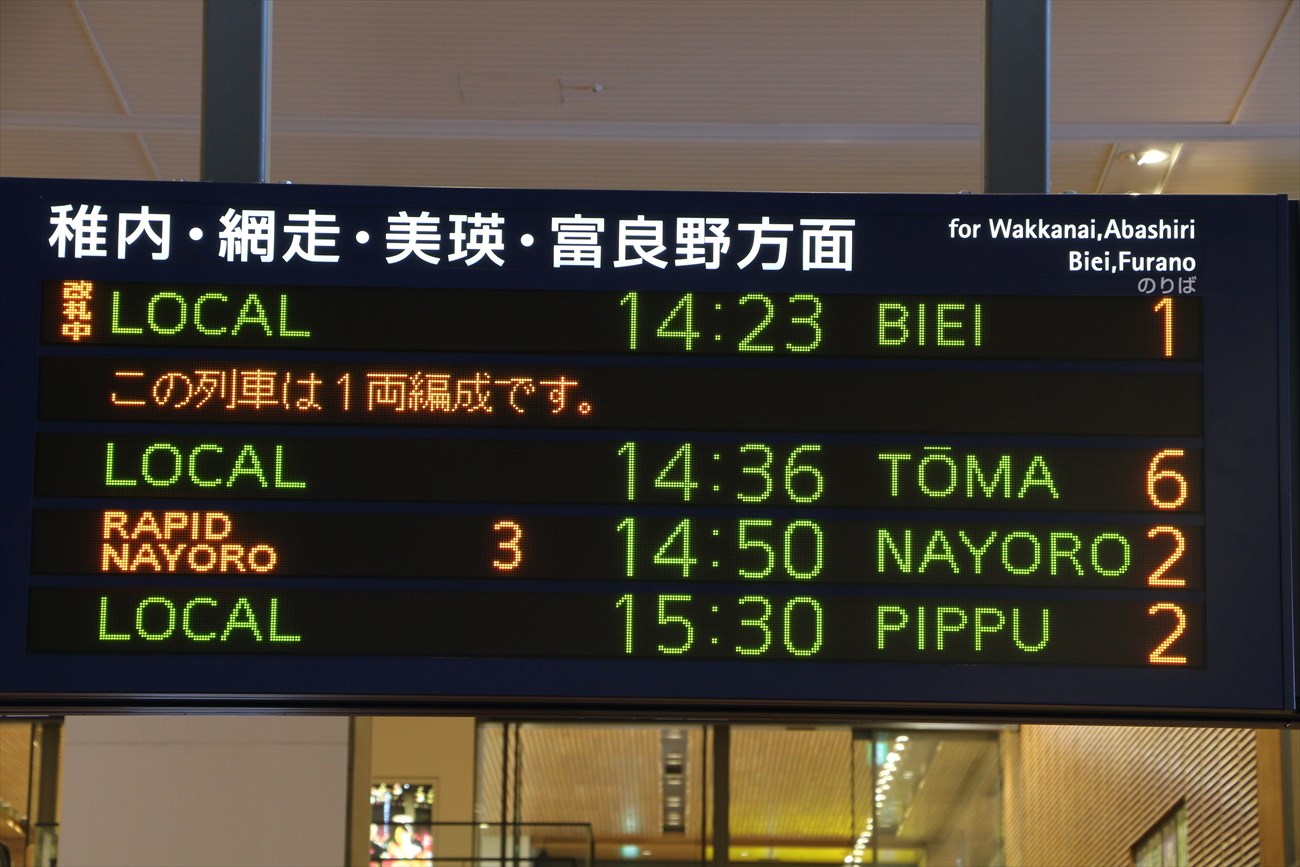 稚内・網走・美瑛・富良野方面
for Wakkanai,Abashiri
Biei,Furano
のりば
改札中 LOCAL 14:23 BIEI 1
この列車は1両編成です。
LOCAL 14:36 TŌMA 6
RAPID NAYORO 3 14:50 NAYORO 2
LOCAL 15:30 PIPPU 2